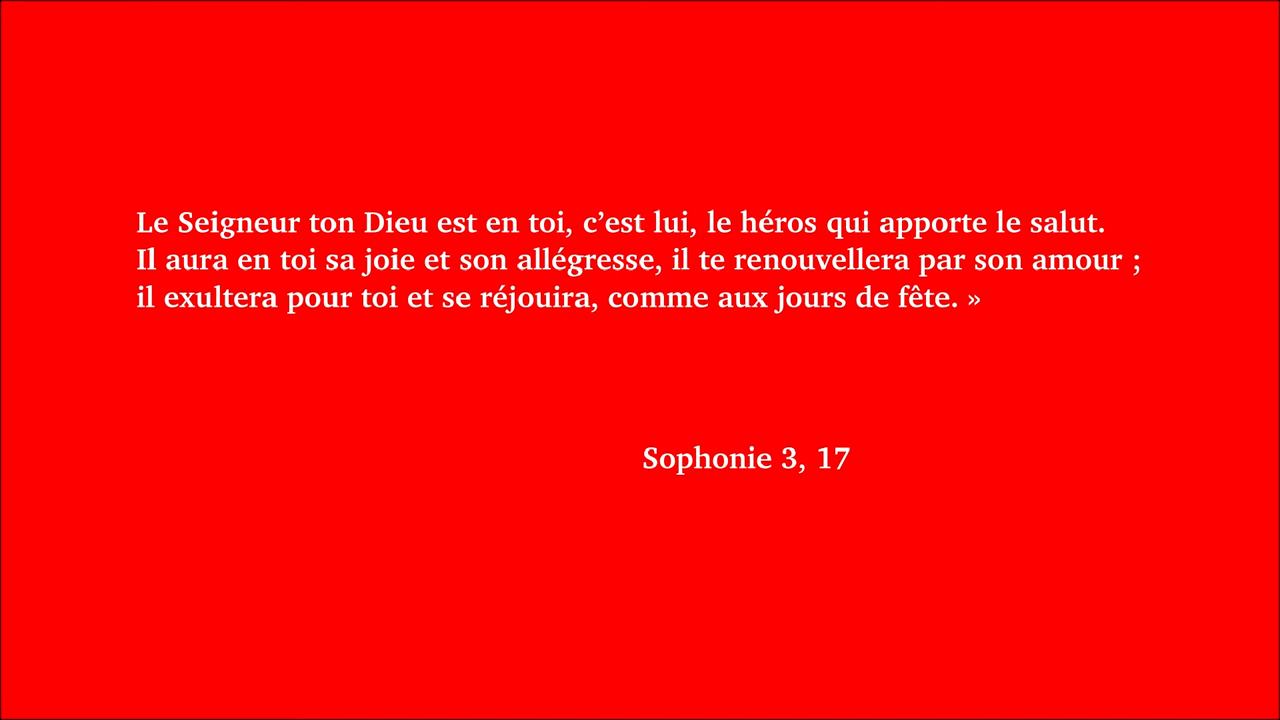 Le Seigneur ton Dieu est en toi, c’est lui, le héros qui apporte le salut.
Il aura en toi sa joie et son allégresse, il te renouvellera par son amour ;
il exultera pour toi et se réjouira, comme aux jours de fête. »
Sophonie 3, 17